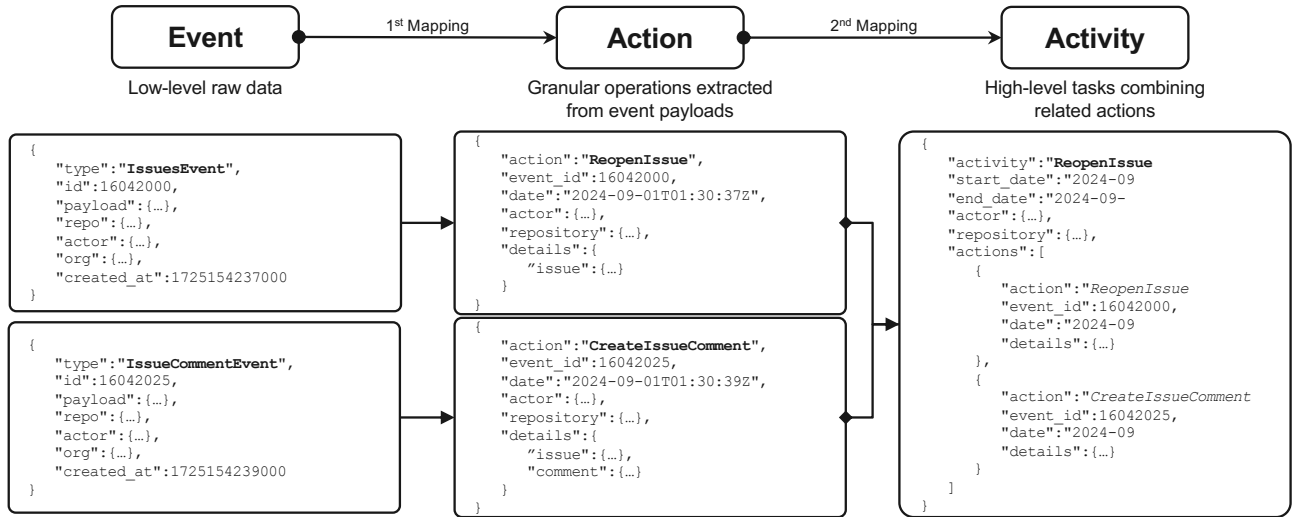 Event
1st Mapping
Action
2nd Mapping
Activity
Low-level raw data
Granular operations extracted
from event payloads
High-level tasks combining
related actions
{
"type":"IssuesEvent",
"id":16042000,
"payload":{…},
"repo":{…},
"actor":{…},
"org":{…},
"created_at":1725154237000
}
{
"type":"IssueCommentEvent",
"id":16042025,
"payload":{…},
"repo":{…},
"actor":{…},
"org":{…},
"created_at":1725154239000
}
{
"action":"ReopenIssue",
"event_id":16042000,
"date":"2024-09-01T01:30:37Z",
"actor":{…},
"repository":{…},
"details":{
”issue":{…}
}
}
{
"action":"CreateIssueComment",
"event_id":16042025,
"date":"2024-09-01T01:30:39Z",
"actor":{…},
"repository":{…},
"details":{
”issue":{…},
"comment":{…}
}
}
{
"activity":"ReopenIssue
"start_date":"2024-09
"end_date":"2024-09-
"actor":{…},
"repository":{…},
"actions":[
{
"action":"ReopenIssue
"event_id":16042000,
"date":"2024-09
"details":{…}
},
{
"action":"CreateIssueComment
"event_id":16042025,
"date":"2024-09
"details":{…}
}
]
}